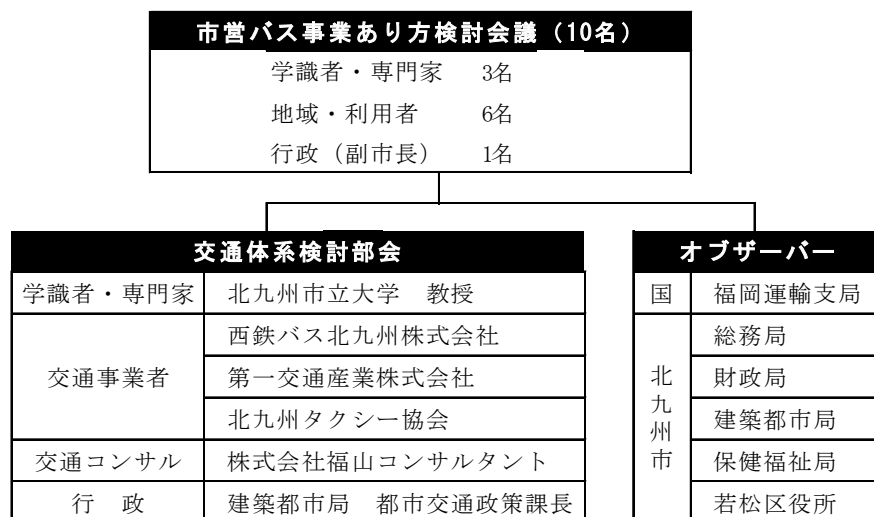 市営バス事業あり方検討会議（10名）
学識者・専門家　3名
地域・利用者　6名
行政（副市長）　1名
交通体系検討部会
学識者・専門家　北九州市立大学　教授
交通事業者
西鉄バス北九州株式会社
第一交通産業株式会社
北九州タクシー協会
交通コンサル　株式会社福山コンサルタント
行　政　建築都市局　都市交通政策課長
オブザーバー
国　福岡運輸支局
北九州市
総務局
財政局
建築都市局
保健福祉局
若松区役所